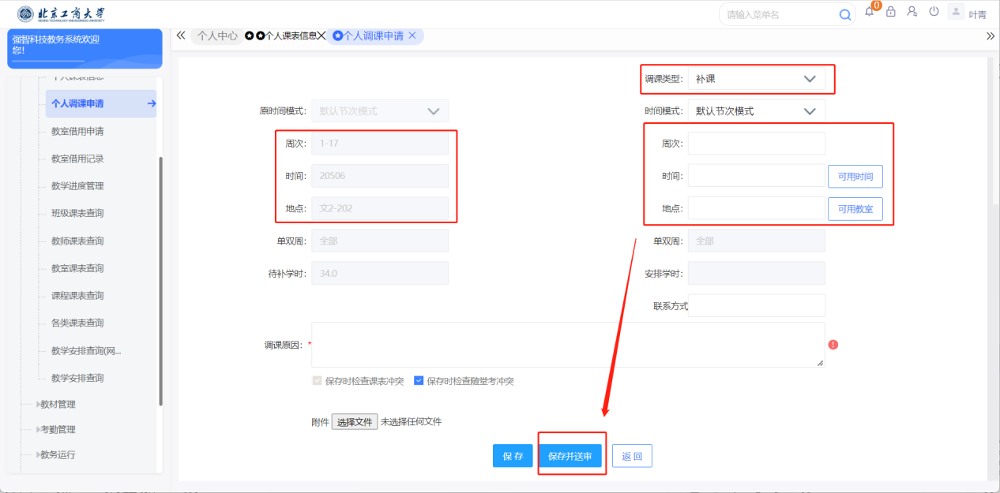 北京工商大学
BEIJING TECHNOLOGY AND BUSINESS UNIVERSITY
请输入菜单名
0
叶青
强智科技教务系统欢迎
您!
个人中心
个人课表信息
个人调课申请
个人课表信息
个人调课申请
教室借用申请
教室借用记录
教学进度管理
班级课表查询
教师课表查询
教室课表查询
课程课表查询
各类课表查询
教学安排查询(网...
教学安排查询
教材管理
考勤管理
教务运行
调课类型: 补课
原时间模式: 默认节次模式
时间模式: 默认节次模式
周次: 1-17
周次:
时间: 20506
时间: 可用时间
地点: 文2-202
地点: 可用教室
单双周: 全部
单双周: 全部
待补学时: 34.0
安排学时:
联系方式
调课原因: *
保存时检查课表冲突 保存时检查随堂考冲突
附件 选择文件 未选择任何文件
保 存 保存并送审 返 回